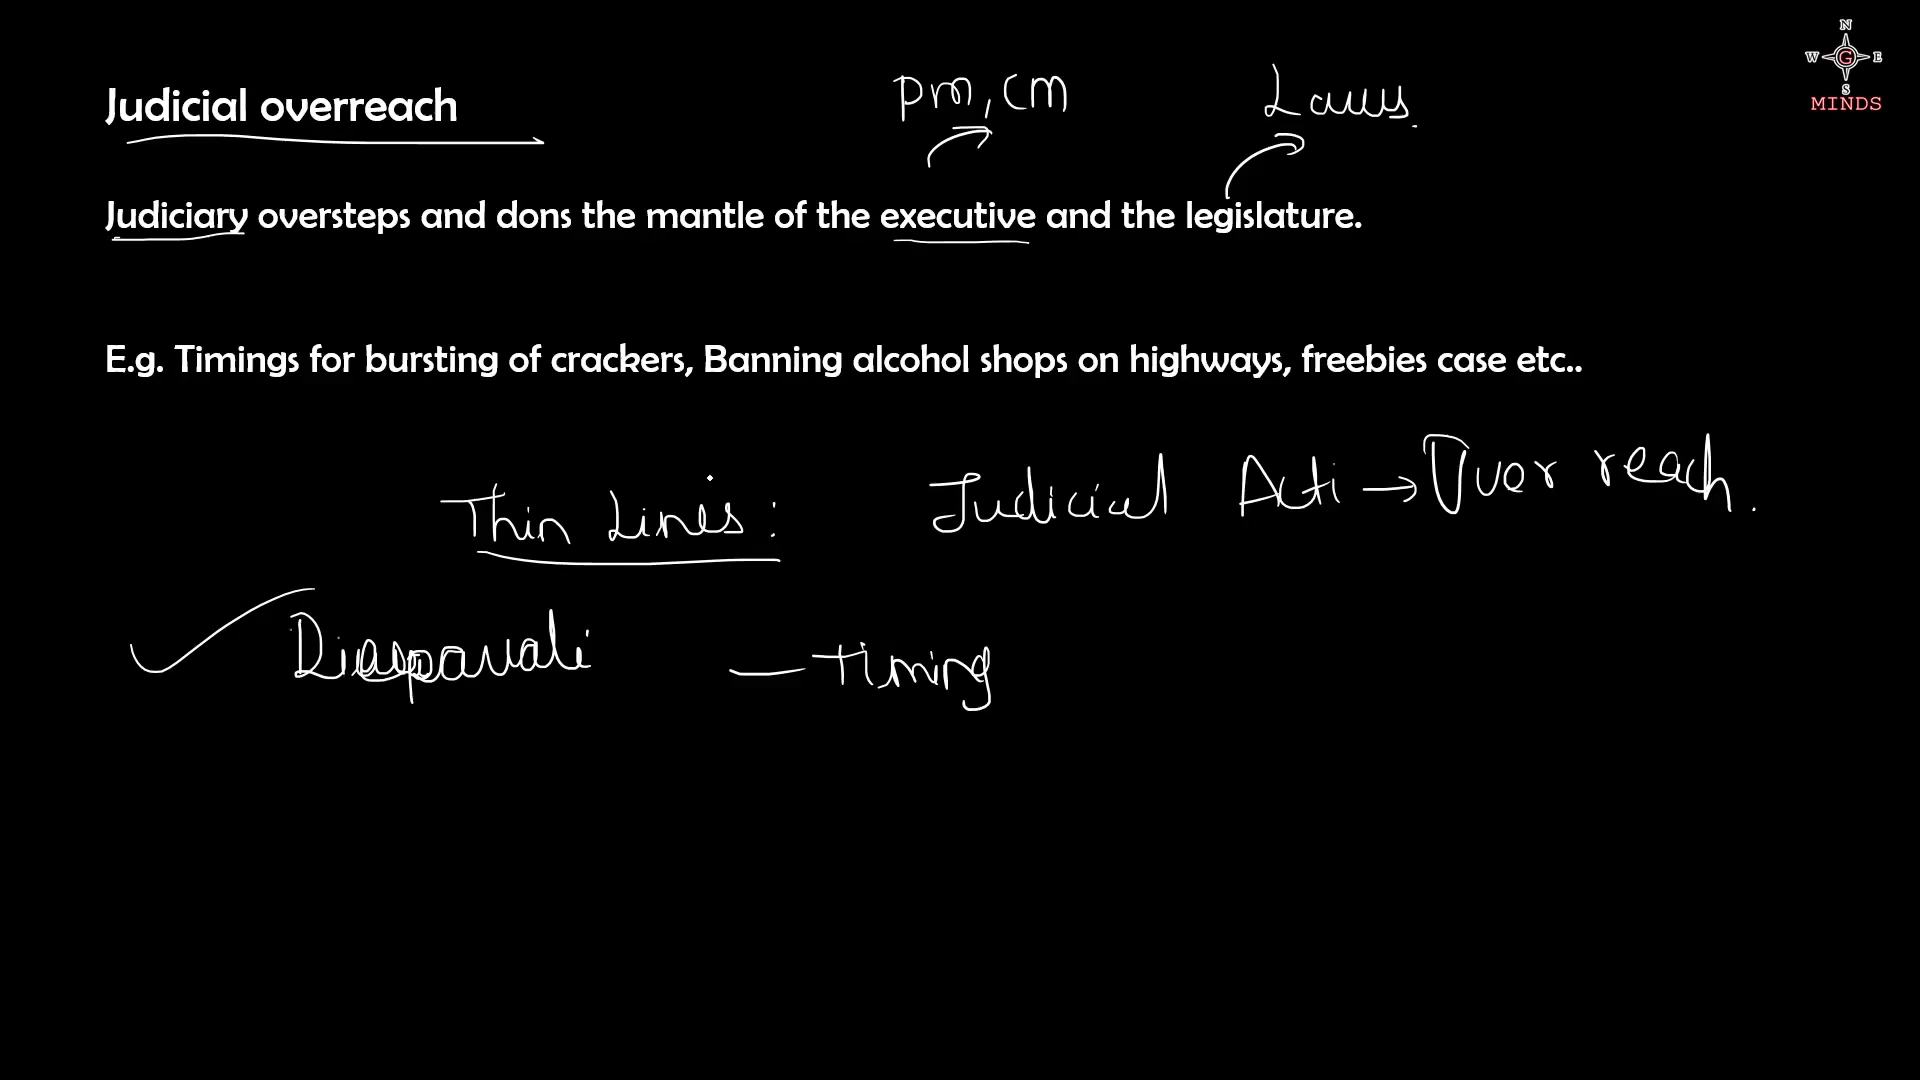 N
W G E
S
MINDS
Pm, cm Laws.
Judicial overreach
Judiciary oversteps and dons the mantle of the executive and the legislature.
E.g. Timings for bursting of crackers, Banning alcohol shops on highways, freebies case etc..
Thin Lines: Judicial Acti → Over reach.
— Timing